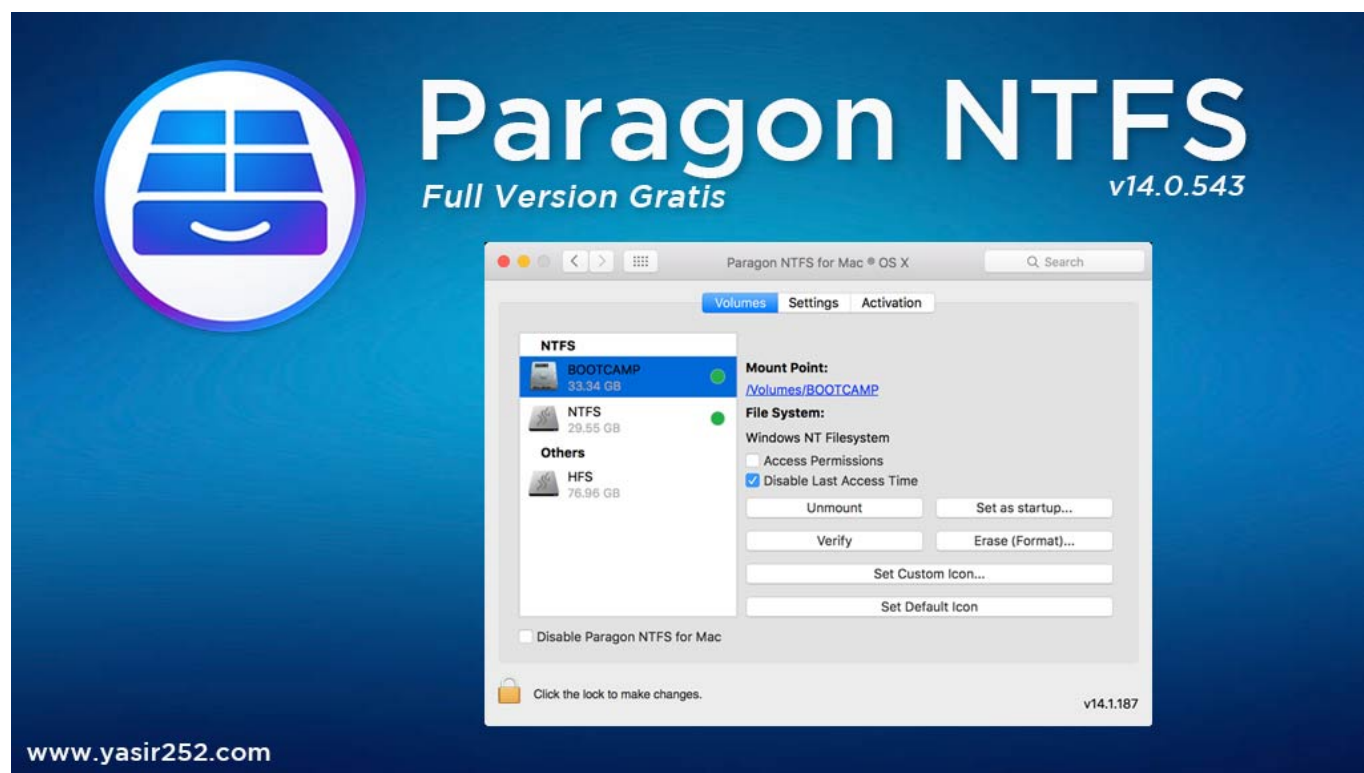 Paragon NTFS
Full Version Gratis
v14.0.543
Paragon NTFS for Mac ® OS X
Search
Volumes
Settings
Activation
NTFS
BOOTCAMP
33.34 GB
NTFS
29.55 GB
Others
HFS
76.96 GB
Mount Point:
/Volumes/BOOTCAMP
File System:
Windows NT Filesystem
Access Permissions
Disable Last Access Time
Unmount
Set as startup...
Verify
Erase (Format)...
Set Custom Icon...
Set Default Icon
Disable Paragon NTFS for Mac
Click the lock to make changes.
v14.1.187
www.yasir252.com